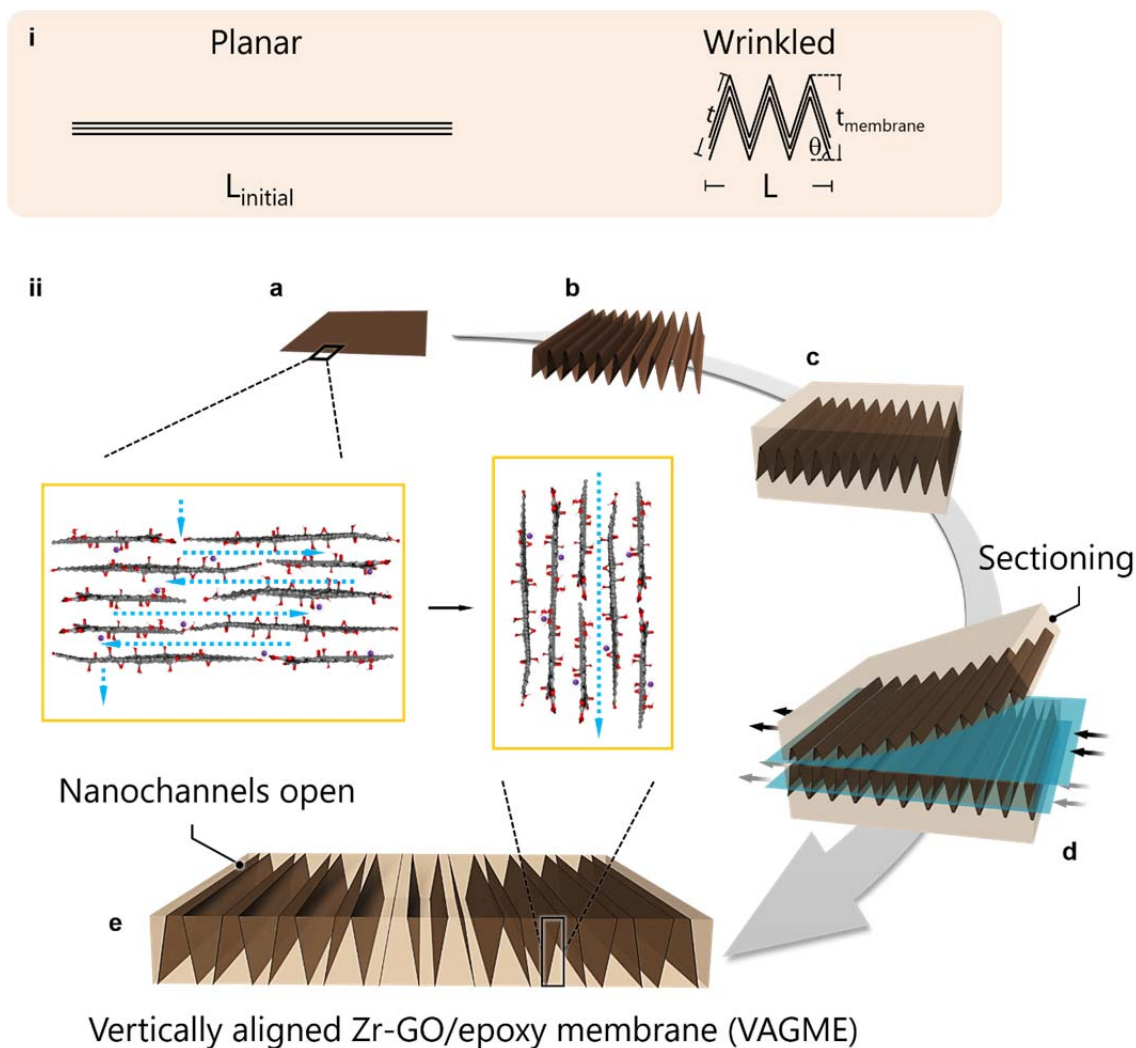 i
Planar
Wrinkled
L_initial
t
t_membrane
θ
L
ii
a
b
c
Sectioning
d
Nanochannels open
e
Vertically aligned Zr-GO/epoxy membrane (VAGME)